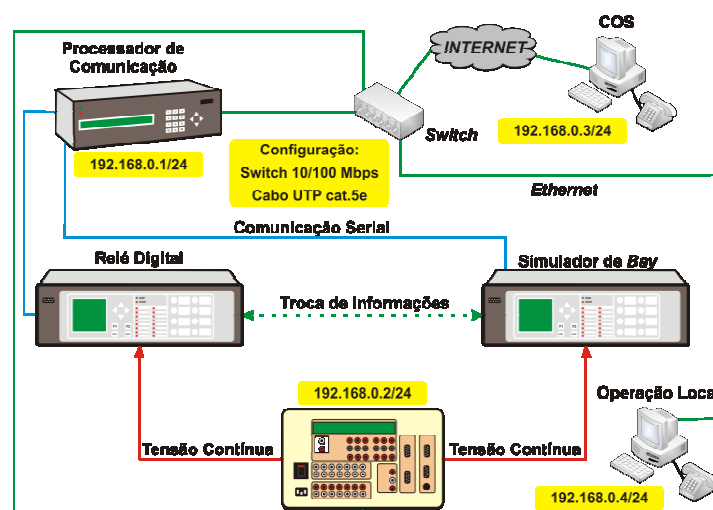 COS
Processador de
Comunicação
INTERNET
Switch
192.168.0.3/24
192.168.0.1/24
Configuração:
Switch 10/100 Mbps
Cabo UTP cat.5e
Ethernet
Comunicação Serial
Relé Digital
Simulador de Bay
Troca de Informações
192.168.0.2/24
Operação Loca
Tensão Contínua
Tensão Contínua
192.168.0.4/24